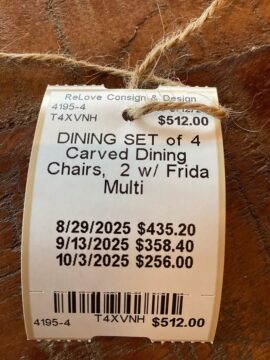 ReLove Consign & Design
4195-4
T4XVNH $512.00
DINING SET of 4
Carved Dining
Chairs, 2 w/ Frida
Multi
8/29/2025 $435.20
9/13/2025 $358.40
10/3/2025 $256.00
4195-4 T4XVNH $512.00